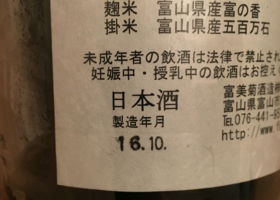 麹米 富山県産富の香
掛米 富山県産五百万石
未成年者の飲酒は法律で禁止され
妊娠中・授乳中の飲酒はお控え
日本酒
製造年月
16.10.
富美菊酒造
富山県富山
TEL076-441-
http://www.